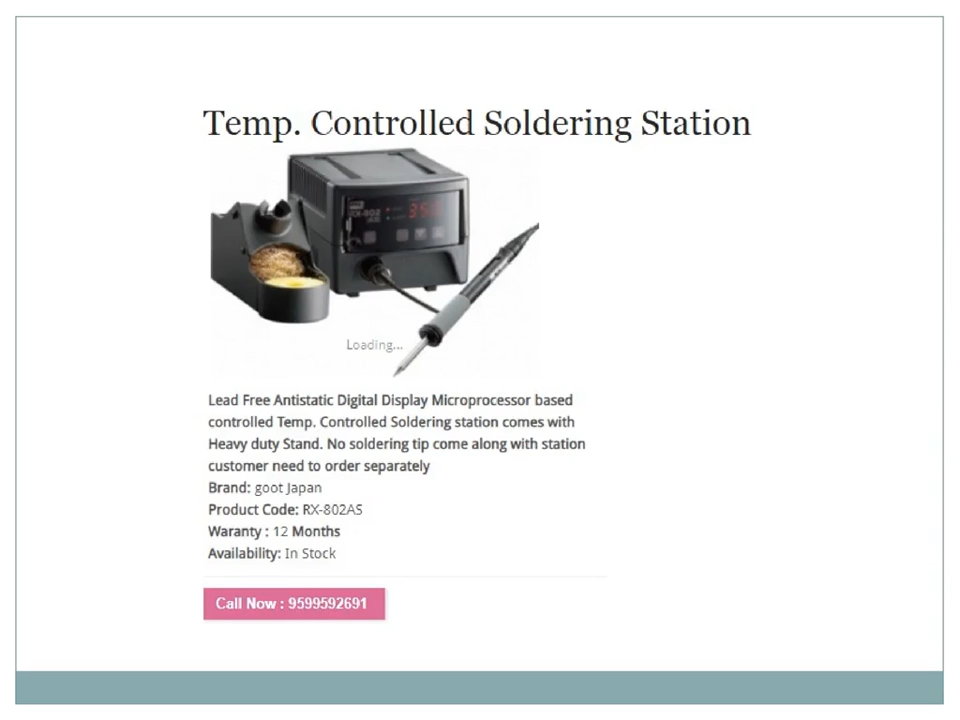 Temp. Controlled Soldering Station
RX-802
AS
Loading...
Lead Free Antistatic Digital Display Microprocessor based
controlled Temp. Controlled Soldering station comes with
Heavy duty Stand. No soldering tip come along with station
customer need to order separately
Brand: goot Japan
Product Code: RX-802AS
Waranty : 12 Months
Availability: In Stock
Call Now : 9599592691